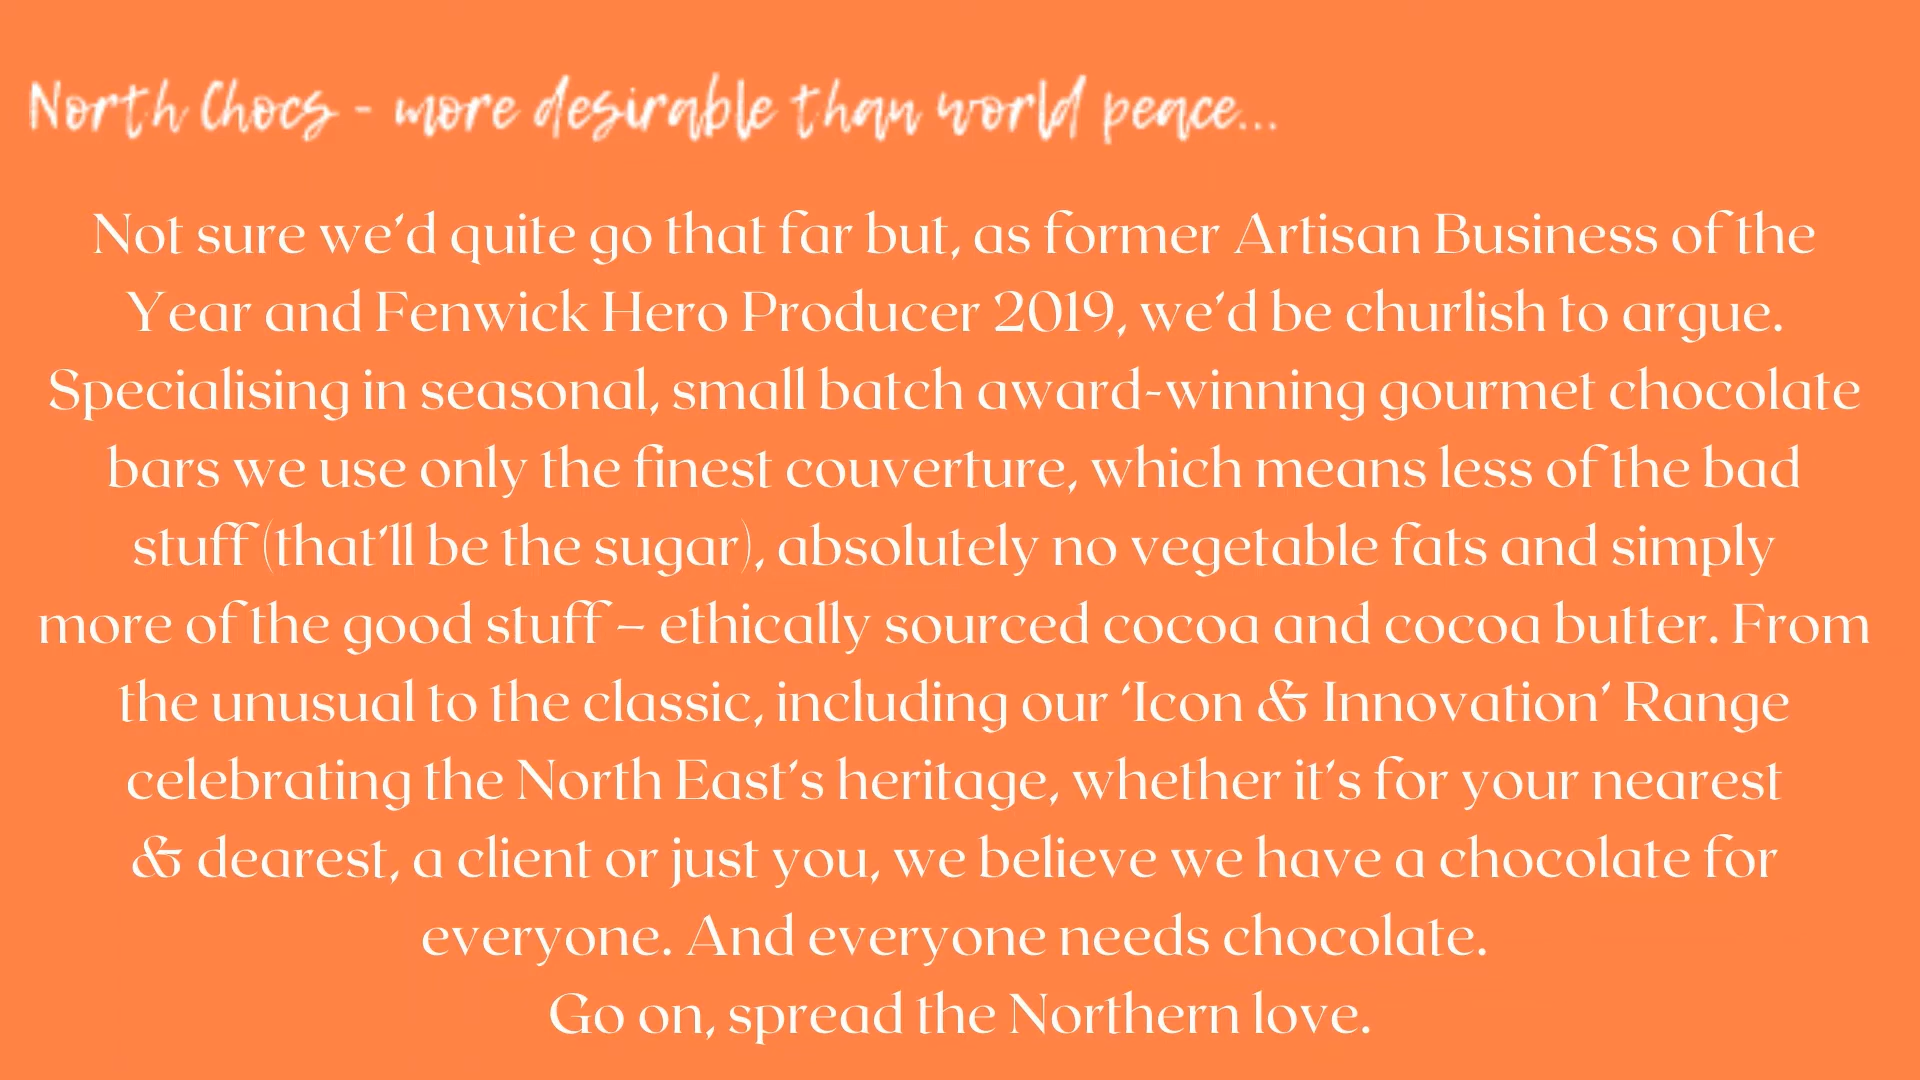 North Chocs - more desirable than world peace...
Not sure we'd quite go that far but, as former Artisan Business of the
Year and Fenwick Hero Producer 2019, we'd be churlish to argue.
Specialising in seasonal, small batch award-winning gourmet chocolate
bars we use only the finest couverture, which means less of the bad
stuff (that'll be the sugar), absolutely no vegetable fats and simply
more of the good stuff – ethically sourced cocoa and cocoa butter. From
the unusual to the classic, including our 'Icon & Innovation' Range
celebrating the North East's heritage, whether it's for your nearest
& dearest, a client or just you, we believe we have a chocolate for
everyone. And everyone needs chocolate.
Go on, spread the Northern love.